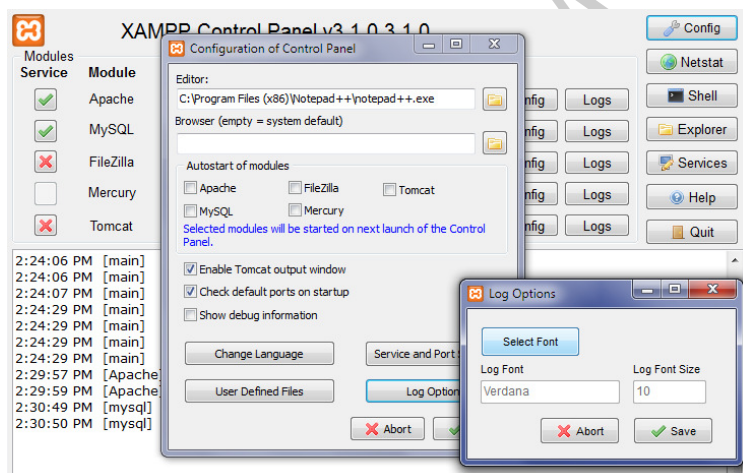 XAMPP Control Panel v3.1.0 3.1.0
Modules
Service
Module
Apache
MySQL
FileZilla
Mercury
Tomcat
Logs
Logs
Logs
Logs
Logs
Config
Netstat
Shell
Explorer
Services
Help
Quit
2:24:06 PM [main]
2:24:06 PM [main]
2:24:07 PM [main]
2:24:29 PM [main]
2:24:29 PM [main]
2:24:29 PM [main]
2:24:29 PM [main]
2:29:57 PM [Apache
2:29:59 PM [Apache
2:30:49 PM [mysql]
2:30:50 PM [mysql]
Configuration of Control Panel
Editor:
C:\Program Files (x86)\Notepad++\notepad++.exe
Browser (empty = system default)
Autostart of modules
Apache
FileZilla
Tomcat
MySQL
Mercury
Selected modules will be started on next launch of the Control
Panel.
Enable Tomcat output window
Check default ports on startup
Show debug information
Change Language
Service and Port
User Defined Files
Log Option
Abort
Log Options
Select Font
Log Font
Log Font Size
Verdana
10
Abort
Save